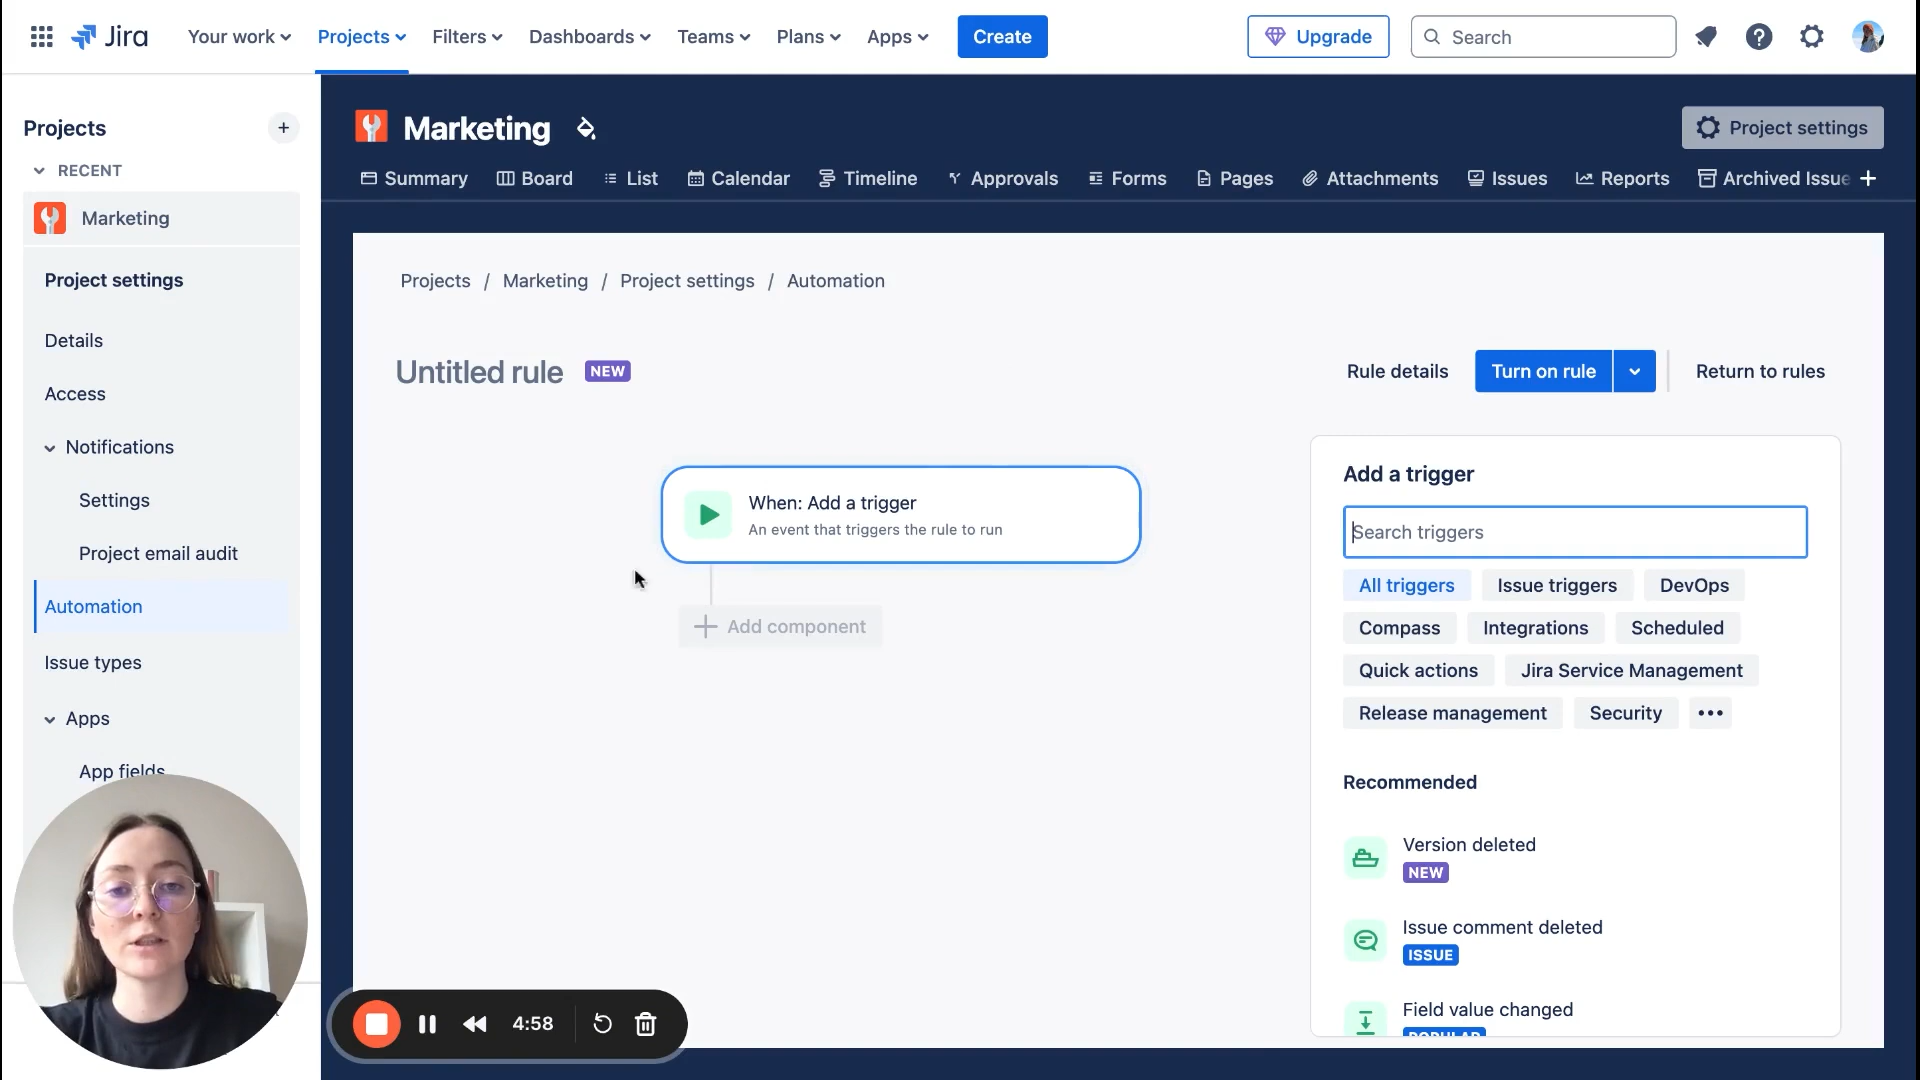 Jira
Your work
Projects
Filters
Dashboards
Teams
Plans
Apps
Create
Upgrade
Search
Projects
RECENT
Marketing
Project settings
Details
Access
Notifications
Settings
Project email audit
Automation
Issue types
Apps
App fields
Marketing
Project settings
Summary
Board
List
Calendar
Timeline
Approvals
Forms
Pages
Attachments
Issues
Reports
Archived Issue
Projects / Marketing / Project settings / Automation
Untitled rule NEW
Rule details
Turn on rule
Return to rules
When: Add a trigger
An event that triggers the rule to run
Add component
Add a trigger
Search triggers
All triggers
Issue triggers
DevOps
Compass
Integrations
Scheduled
Quick actions
Jira Service Management
Release management
Security
Recommended
Version deleted
NEW
Issue comment deleted
ISSUE
Field value changed
POPULAR
4:58